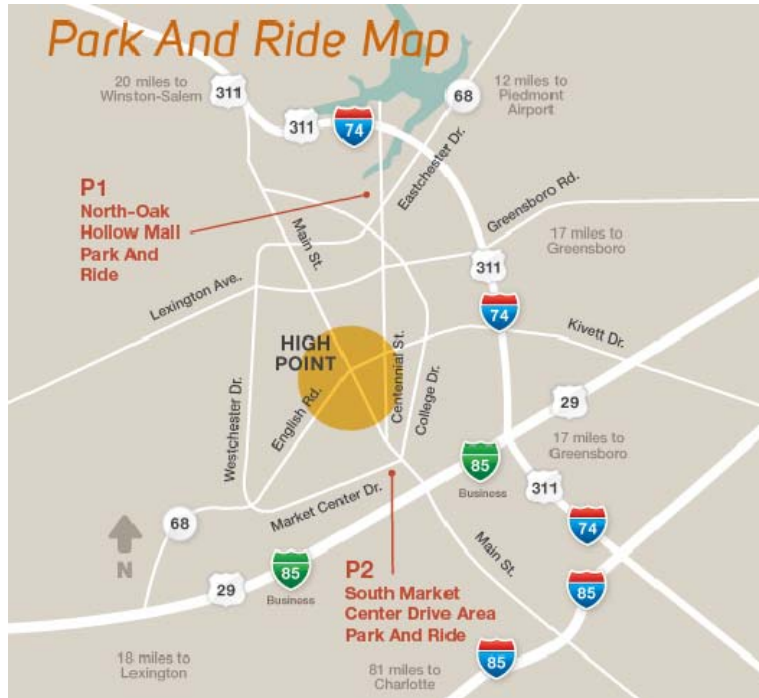 Park And Ride Map
20 miles to
Winston-Salem
311
311
74
68
12 miles to
Piedmont
Airport
Eastchester Dr.
P1
North-Oak
Hollow Mall
Park And
Ride
Main St.
Greensboro Rd.
17 miles to
Greensboro
311
74
Lexington Ave.
Kivett Dr.
HIGH
POINT
Centennial St.
College Dr.
Westchester Dr.
English Rd.
29
17 miles to
Greensboro
85
Business
311
Market Center Dr.
68
74
N
Main St.
85
Business
29
P2
South Market
Center Drive Area
Park And Ride
85
85
18 miles to
Lexington
81 miles to
Charlotte